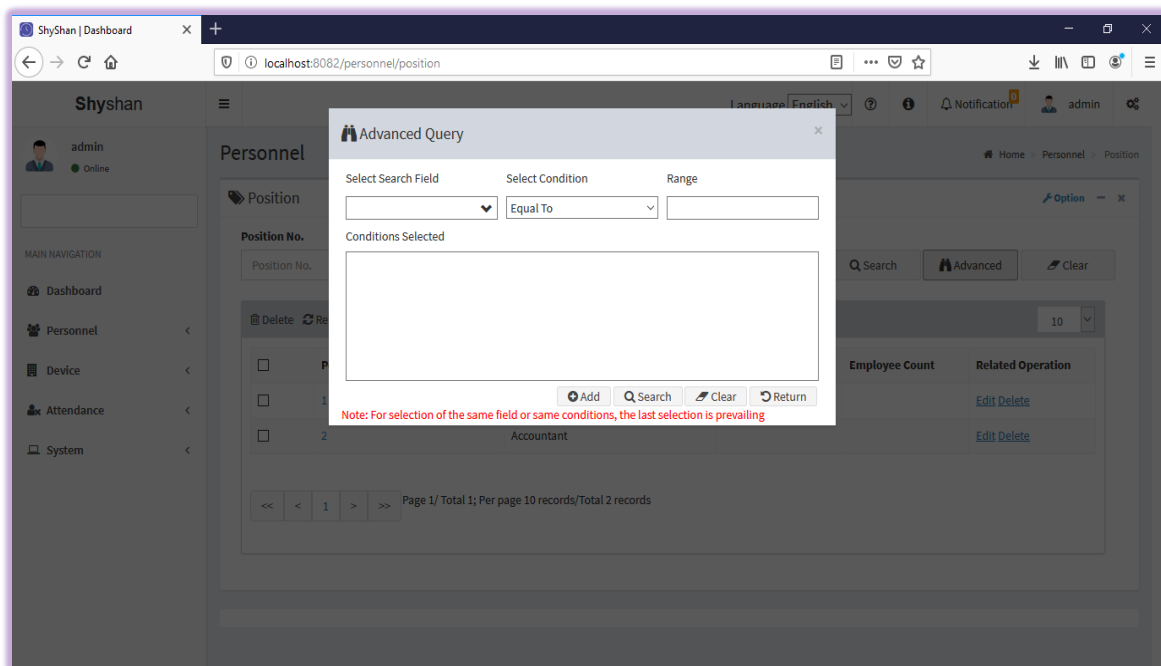 ShyShan | Dashboard
localhost:8082/personnel/position
Shyshan
Language English
0
Notification
admin
admin
Online
Personnel
Home > Personnel > Position
Advanced Query
Select Search Field
Select Condition
Range
Equal To
Conditions Selected
Position
Option
Position No.
Position No.
Search
Advanced
Clear
MAIN NAVIGATION
Dashboard
Personnel
Device
Attendance
System
Delete
10
Employee Count
Related Operation
1
Edit Delete
2
Accountant
Edit Delete
Add
Search
Clear
Return
Note: For selection of the same field or same conditions, the last selection is prevailing
<< < 1 > >> Page 1/ Total 1; Per page 10 records/Total 2 records